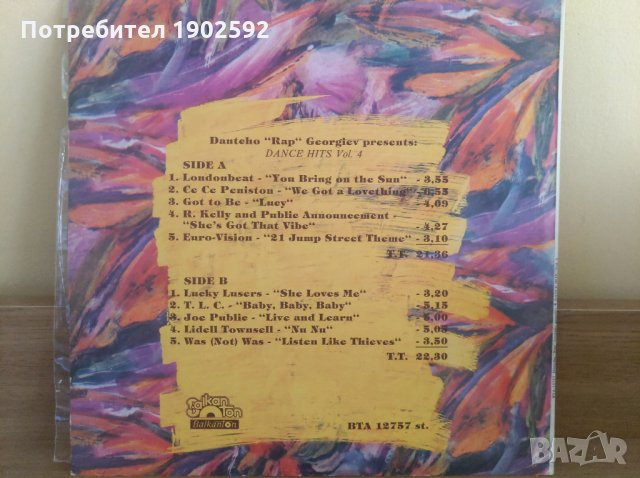 Потребител 1902592
Dantcho "Rap" Georgiev presents:
DANCE HITS Vol. 4
SIDE A
1. Londonbeat - "You Bring on the Sun" - 3,55
2. Ce Ce Peniston - "We Got a Lovething" - 6,55
3. Got to Be - "Lucy" - 4,09
4. R. Kelly and Public Announcement -
"She's Got That Vibe" - 4,27
5. Euro-Vision - "21 Jump Street Theme" - 3,10
T.T. 21,36
SIDE B
1. Lucky Lusers - "She Loves Me" - 3,20
2. T. L. C. - "Baby, Baby, Baby" - 5,15
3. Joe Public - "Live and Learn" - 5,00
4. Lidell Townsell - "Nu Nu" - 5,05
5. Was (Not) Was - "Listen Like Thieves" - 3,50
T.T. 22,30
Balkan
ton
Balkanton
BTA 12757 st.
BAZAR